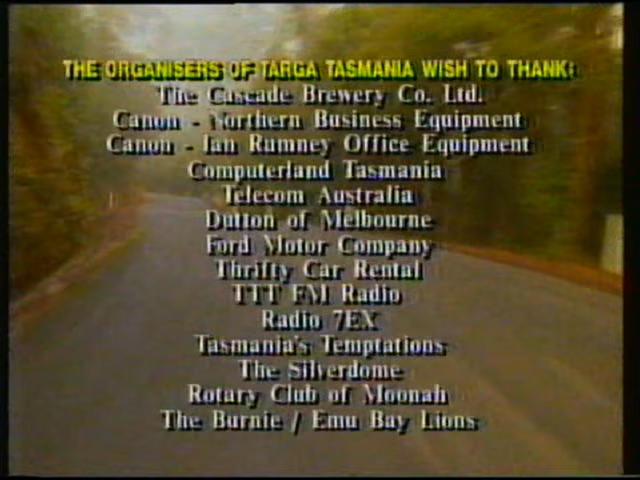 THE ORGANISERS OF TARGA TASMANIA WISH TO THANK:
The Cascade Brewery Co. Ltd.
Canon - Northern Business Equipment
Canon - Ian Rumney Office Equipment
Computerland Tasmania
Telecom Australia
Dutton of Melbourne
Ford Motor Company
Thrifty Car Rental
TTT FM Radio
Radio 7EX
Tasmania's Temptations
The Silverdome
Rotary Club of Moonah
The Burnie / Emu Bay Lions